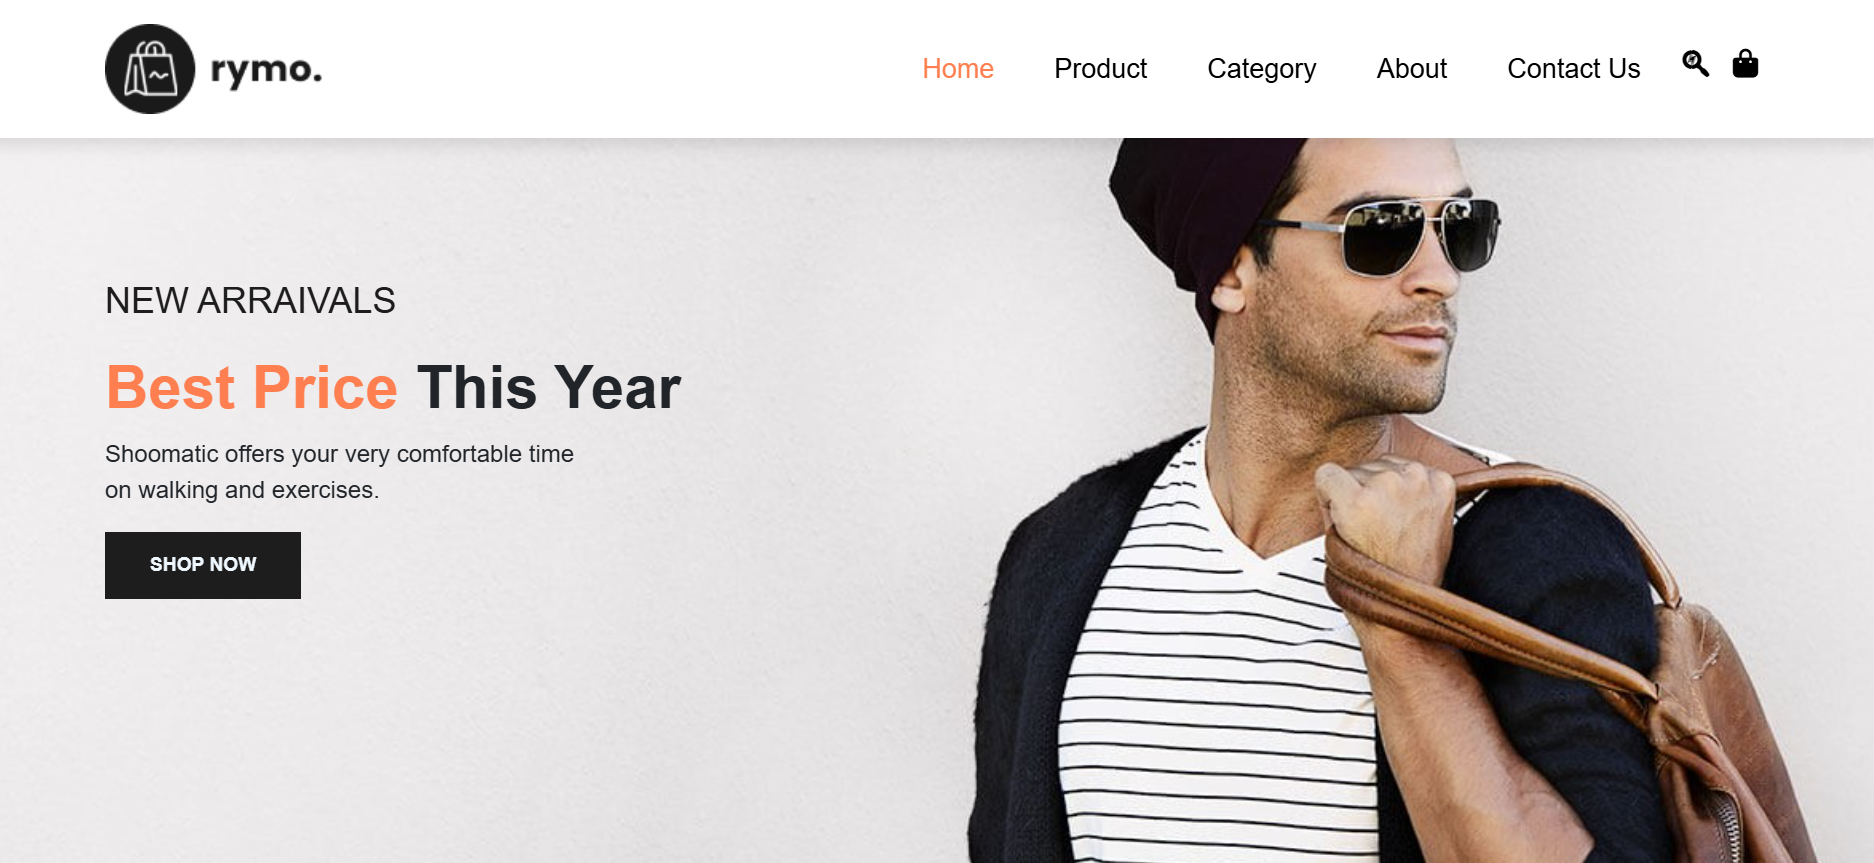 rymo.
Home Product Category About Contact Us
NEW ARRAIVALS
Best Price This Year
Shoomatic offers your very comfortable time
on walking and exercises.
SHOP NOW